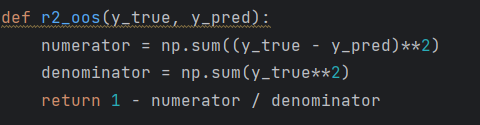 def r2_oos(y_true, y_pred):
    numerator = np.sum((y_true - y_pred)**2)
    denominator = np.sum(y_true**2)
    return 1 - numerator / denominator